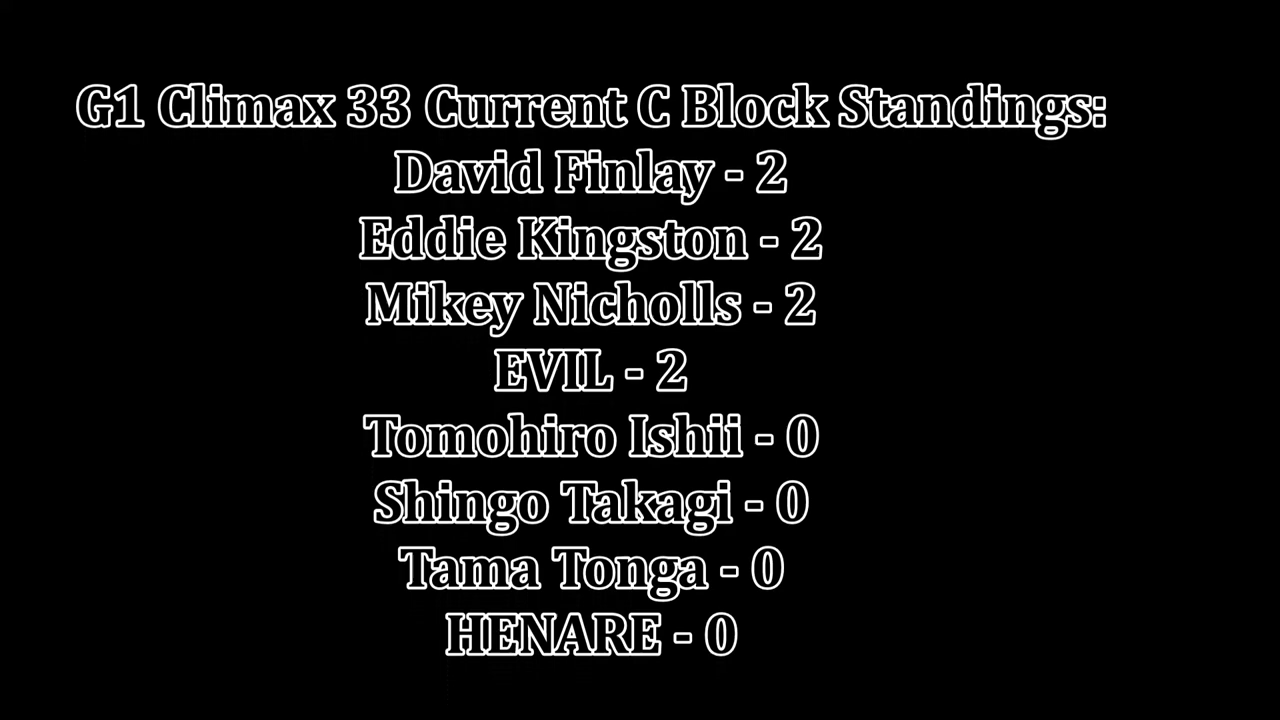 G1 Climax 33 Current C Block Standings:
David Finlay - 2
Eddie Kingston - 2
Mikey Nicholls - 2
EVIL - 2
Tomohiro Ishii - 0
Shingo Takagi - 0
Tama Tonga - 0
HENARE - 0